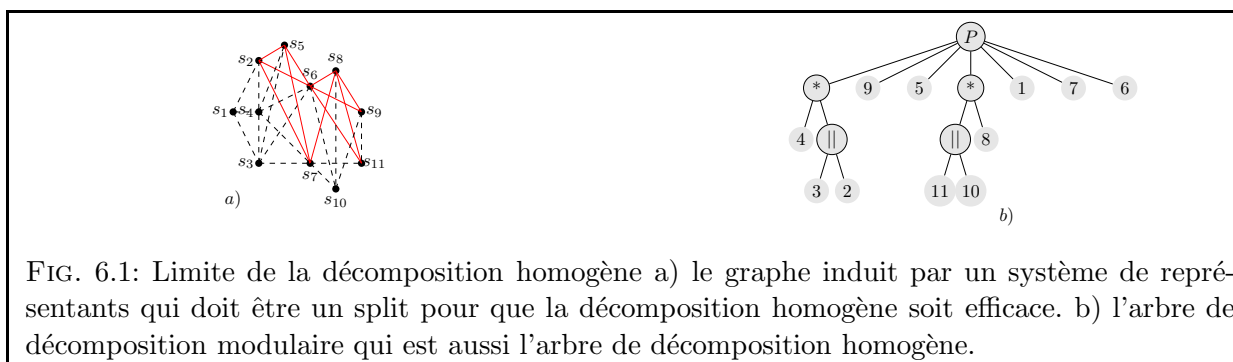 s5
s2
s8
s6
s1
s4
s9
s3
s7
s11
s10
a)
P
* 9 5 * 1 7 6
4 || || 8
3 2 11 10
b)
FIG. 6.1: Limite de la décomposition homogène a) le graphe induit par un système de repré-
sentants qui doit être un split pour que la décomposition homogène soit efficace. b) l'arbre de
décomposition modulaire qui est aussi l'arbre de décomposition homogène.